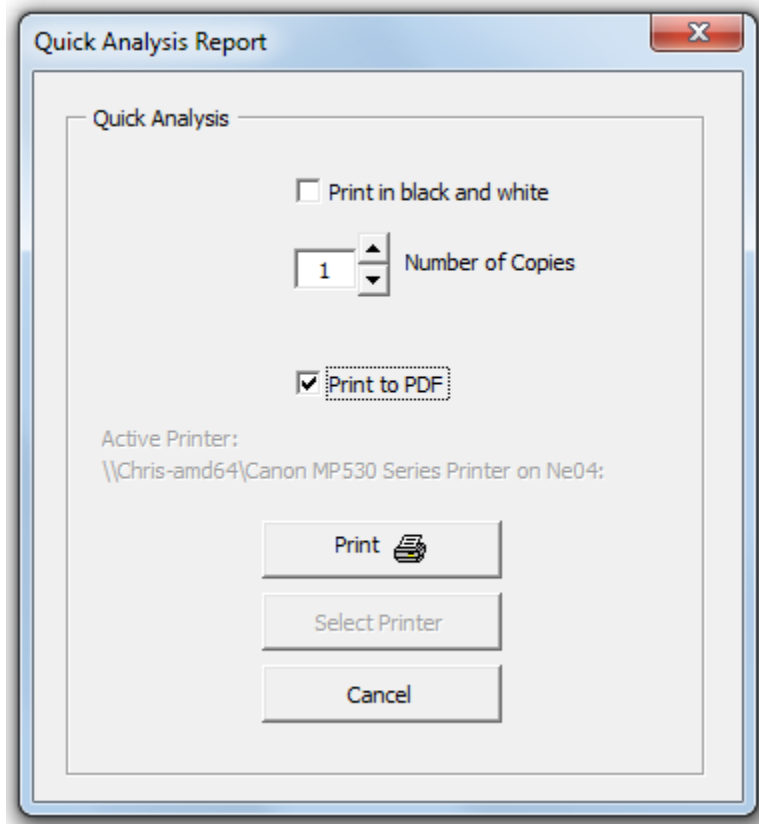 Quick Analysis Report
Quick Analysis
Print in black and white
1 Number of Copies
Print to PDF
Active Printer:
\\Chris-amd64\Canon MP530 Series Printer on Ne04:
Print
Select Printer
Cancel